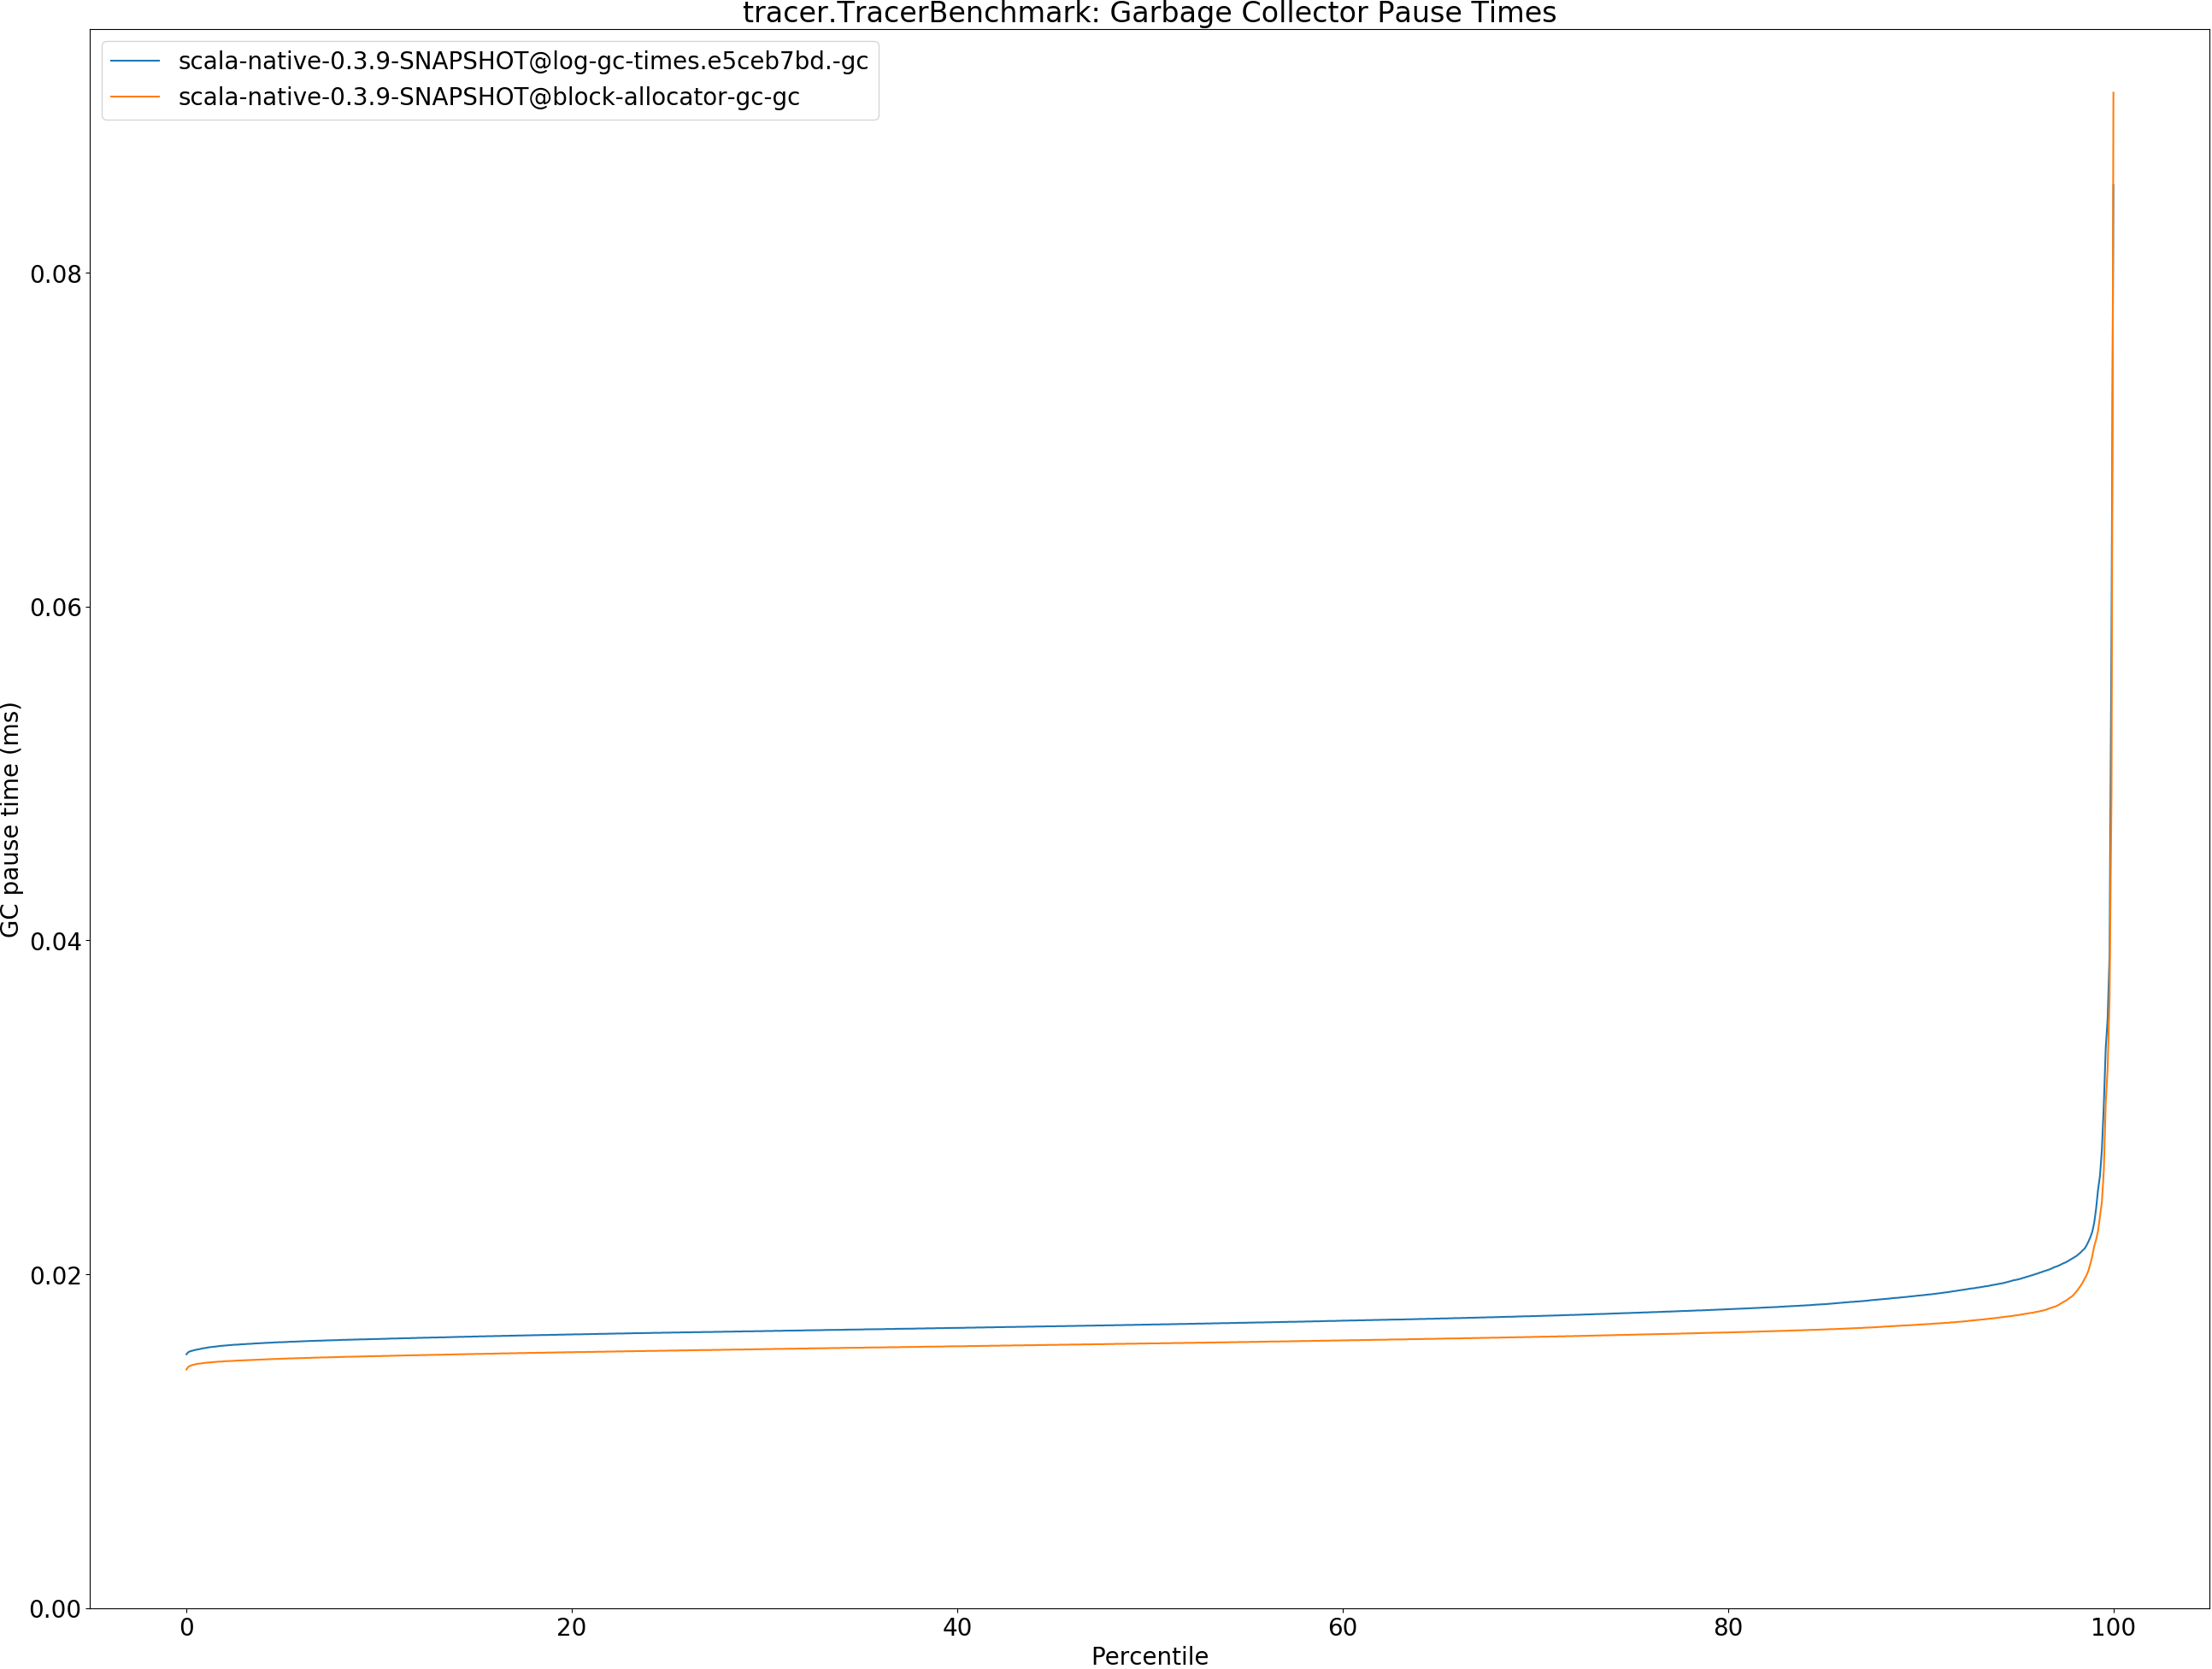 tracer.TracerBenchmark: Garbage Collector Pause Times
scala-native-0.3.9-SNAPSHOT@log-gc-times.e5ceb7bd.-gc
scala-native-0.3.9-SNAPSHOT@block-allocator-gc-gc
GC pause time (ms)
0.08
0.06
0.04
0.02
0.00
0 20 40 60 80 100
Percentile